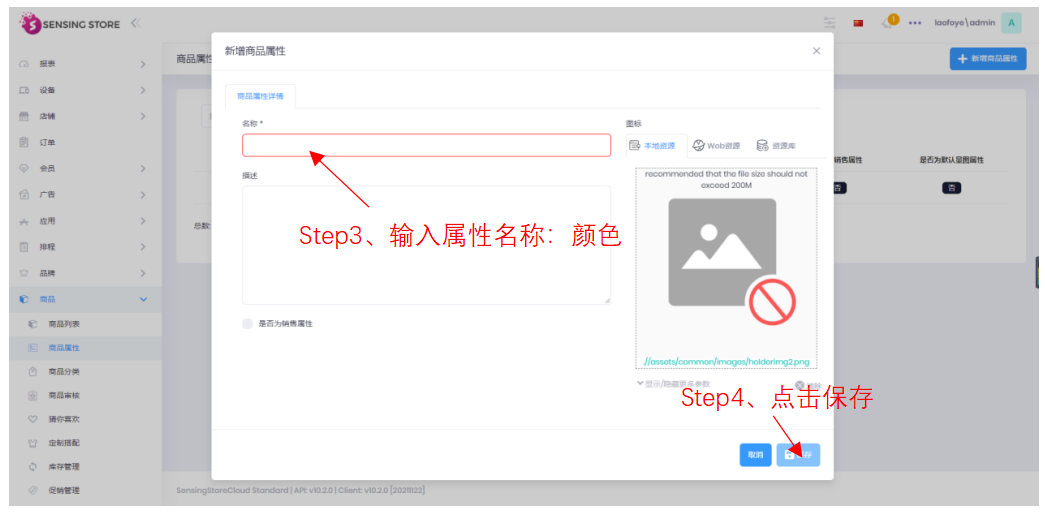 SENSING STORE
1
laofoye\admin
A
报表
设备
店铺
订单
会员
广告
应用
排程
品牌
商品
商品列表
商品属性
商品分类
商品审核
猜你喜欢
定制搭配
库存管理
促销管理
商品属性
新增商品属性
新增商品属性
×
商品属性详情
名称 *
描述
是否为销售属性
图标
本地资源
Web资源
资源库
recommended that the file size should not
exceed 200M
//assets/common/images/holderimg2.png
显示/隐藏更多参数
清除
取消
保存
销售属性
是否为默认显图属性
否
否
总数:
Step3、输入属性名称：颜色
Step4、点击保存
SensingStoreCloud Standard | API: v10.2.0 | Client: v10.2.0 [20211122]